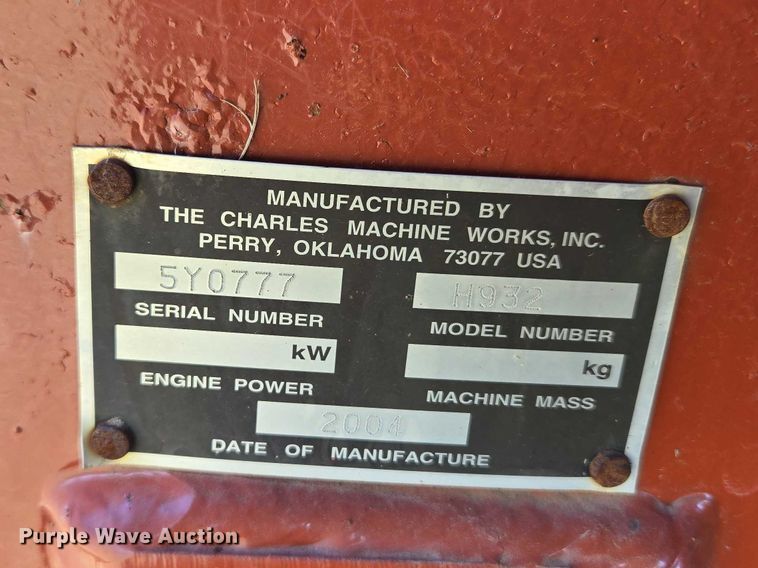 MANUFACTURED BY
THE CHARLES MACHINE WORKS, INC.
PERRY, OKLAHOMA 73077 USA
5Y0777 H932
SERIAL NUMBER MODEL NUMBER
kW kg
ENGINE POWER MACHINE MASS
2004
DATE OF MANUFACTURE
Purple Wave Auction®